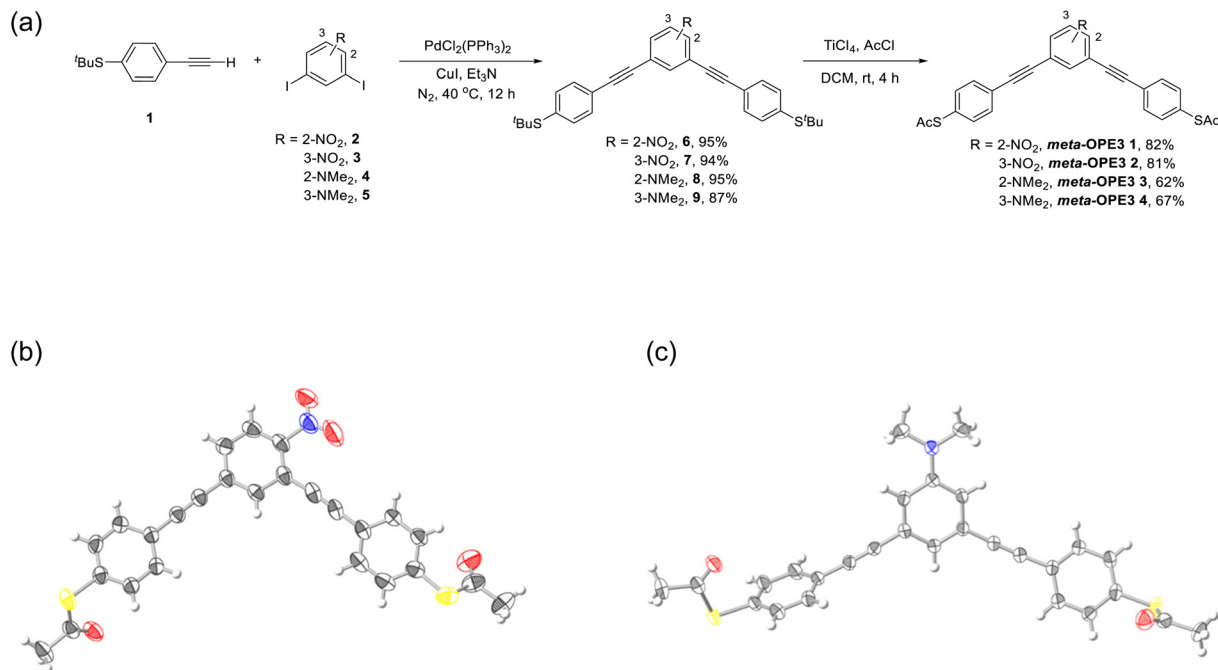 (a)
3
R
2
I
I
ᵗBuS
H
+
1
R = 2-NO₂, 2
3-NO₂, 3
2-NMe₂, 4
3-NMe₂, 5
PdCl₂(PPh₃)₂
CuI, Et₃N
N₂, 40 °C, 12 h
3
R
2
SᵗBu
SᵗBu
R = 2-NO₂, 6, 95%
3-NO₂, 7, 94%
2-NMe₂, 8, 95%
3-NMe₂, 9, 87%
TiCl₄, AcCl
DCM, rt, 4 h
3
R
2
AcS
SAc
R = 2-NO₂, meta-OPE3 1, 82%
3-NO₂, meta-OPE3 2, 81%
2-NMe₂, meta-OPE3 3, 62%
3-NMe₂, meta-OPE3 4, 67%
(b)
(c)